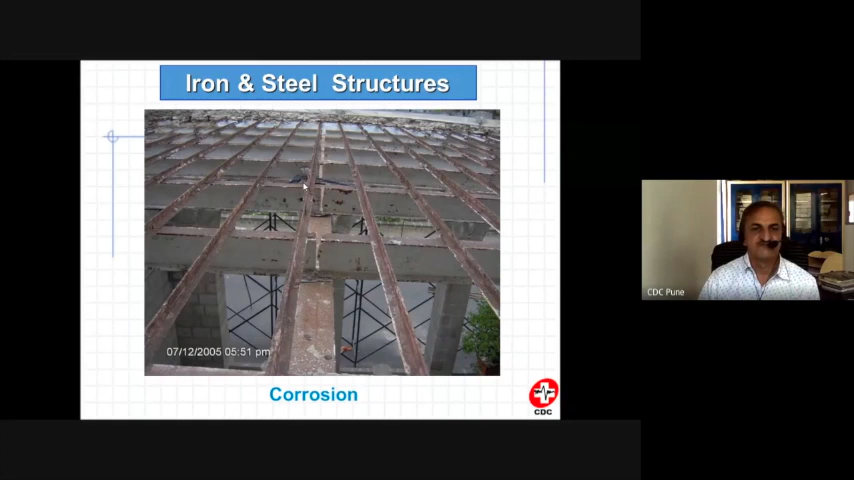 Iron & Steel Structures
07/12/2005 05:51 pm
Corrosion
CDC
CDC Pune